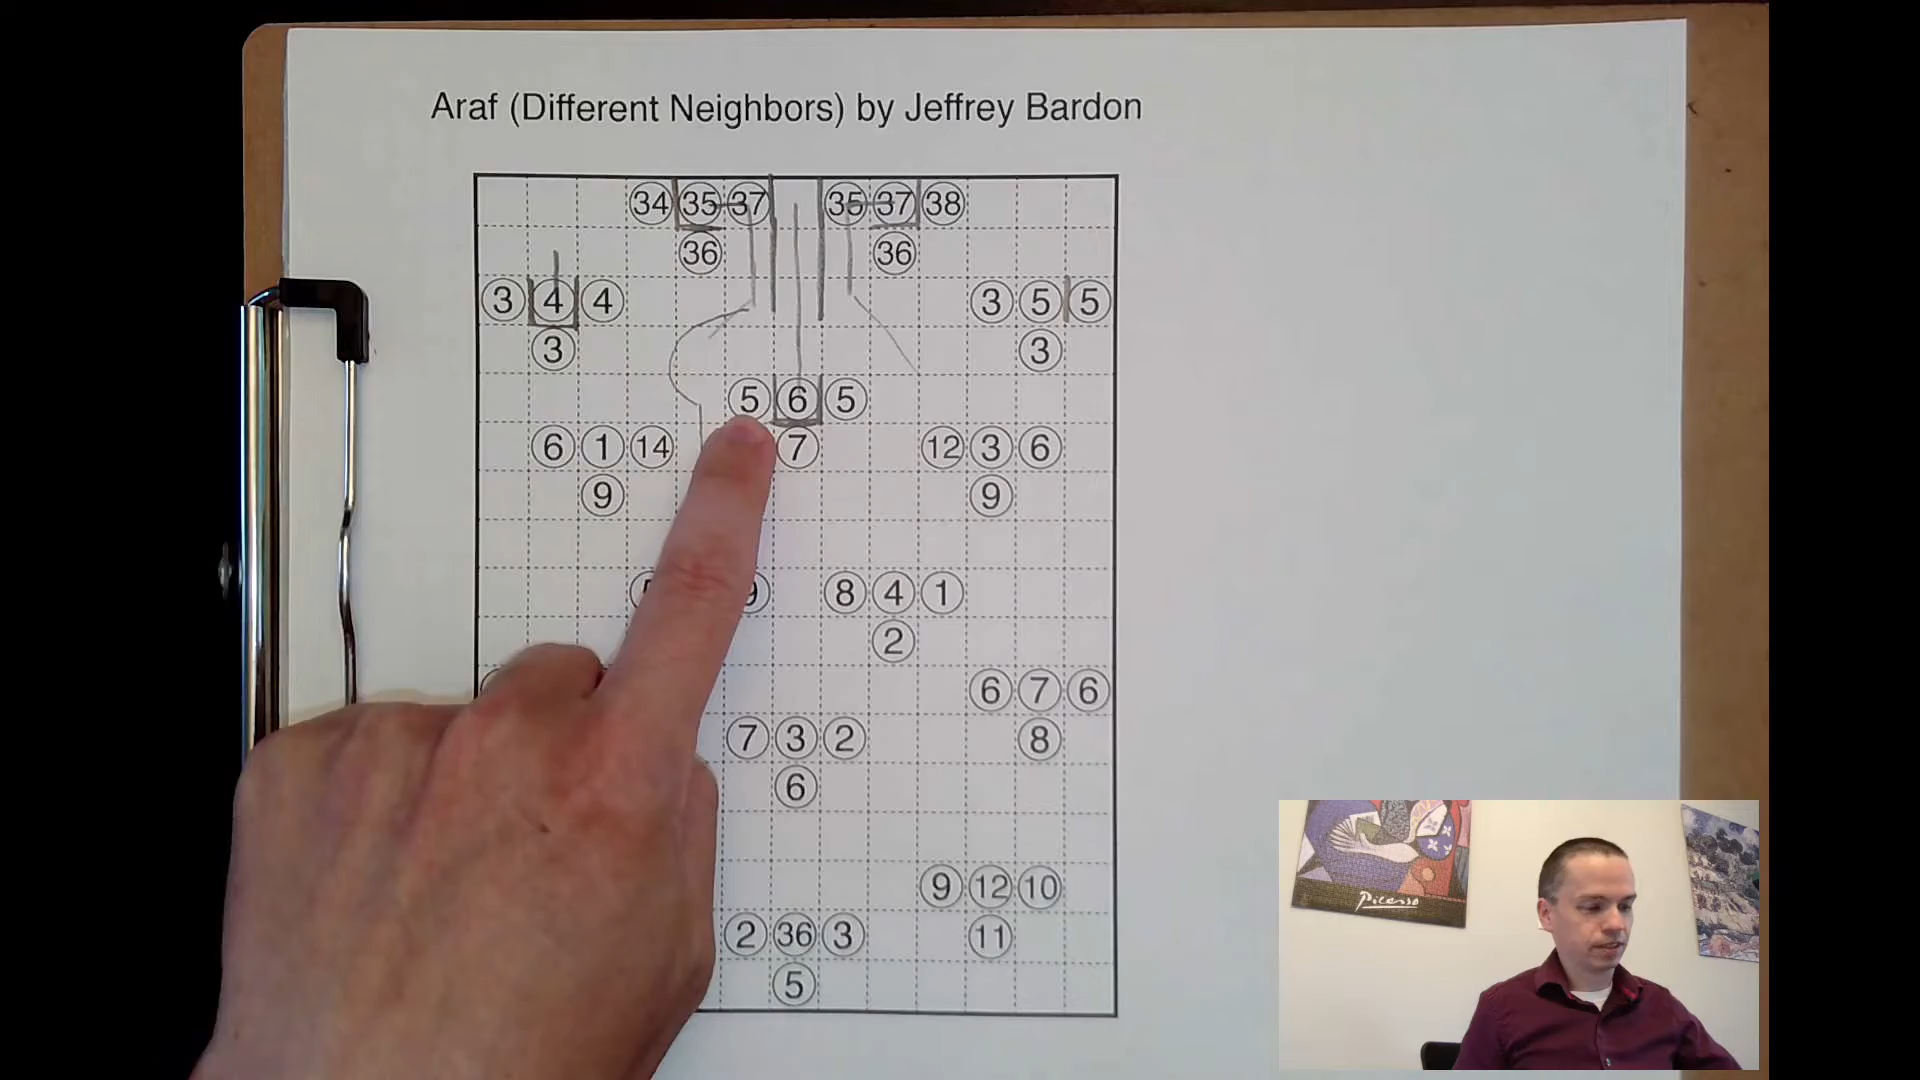 Araf (Different Neighbors) by Jeffrey Bardon
34 35 37 35 37 38
36 36
3 4 4 3 5 5
3 3
5 6 5
6 1 14 7 12 3 6
9 9
9 8 4 1
2
6 7 6
7 3 2 8
6
9 12 10
2 36 3 11
5
Picasso